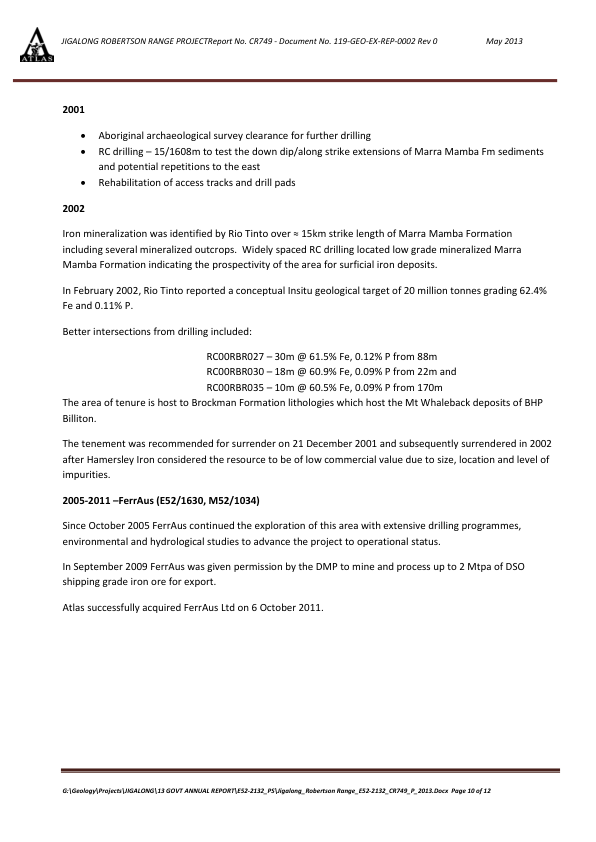 ATLAS
JIGALONG ROBERTSON RANGE PROJECTReport No. CR749 - Document No. 119-GEO-EX-REP-0002 Rev 0 May 2013
2001
• Aboriginal archaeological survey clearance for further drilling
• RC drilling – 15/1608m to test the down dip/along strike extensions of Marra Mamba Fm sediments
and potential repetitions to the east
• Rehabilitation of access tracks and drill pads
2002
Iron mineralization was identified by Rio Tinto over ≈ 15km strike length of Marra Mamba Formation
including several mineralized outcrops. Widely spaced RC drilling located low grade mineralized Marra
Mamba Formation indicating the prospectivity of the area for surficial iron deposits.
In February 2002, Rio Tinto reported a conceptual Insitu geological target of 20 million tonnes grading 62.4%
Fe and 0.11% P.
Better intersections from drilling included:
RC00RBR027 – 30m @ 61.5% Fe, 0.12% P from 88m
RC00RBR030 – 18m @ 60.9% Fe, 0.09% P from 22m and
RC00RBR035 – 10m @ 60.5% Fe, 0.09% P from 170m
The area of tenure is host to Brockman Formation lithologies which host the Mt Whaleback deposits of BHP
Billiton.
The tenement was recommended for surrender on 21 December 2001 and subsequently surrendered in 2002
after Hamersley Iron considered the resource to be of low commercial value due to size, location and level of
impurities.
2005-2011 –FerrAus (E52/1630, M52/1034)
Since October 2005 FerrAus continued the exploration of this area with extensive drilling programmes,
environmental and hydrological studies to advance the project to operational status.
In September 2009 FerrAus was given permission by the DMP to mine and process up to 2 Mtpa of DSO
shipping grade iron ore for export.
Atlas successfully acquired FerrAus Ltd on 6 October 2011.
G:\Geology\Projects\JIGALONG\13 GOVT ANNUAL REPORT\E52-2132_PS\Jigalong_Robertson Range_E52-2132_CR749_P_2013.Docx Page 10 of 12